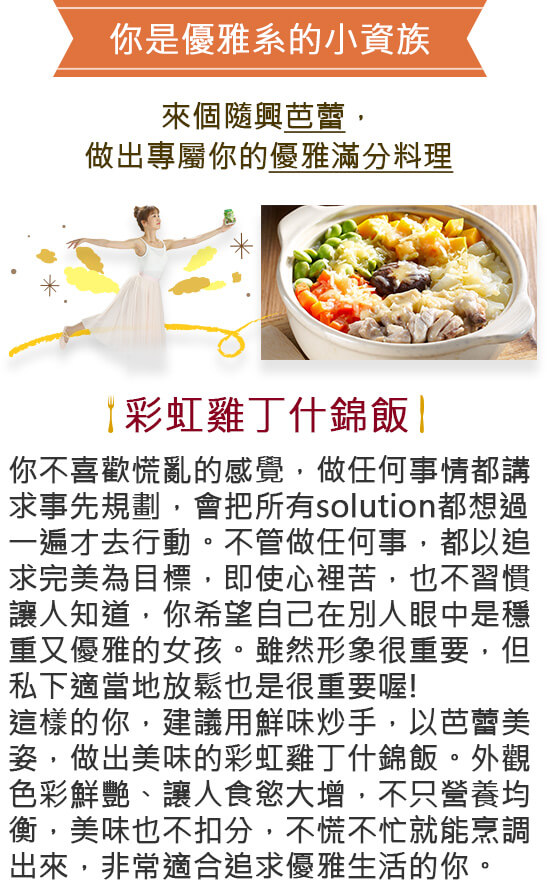 你是優雅系的小資族
來個隨興芭蕾，
做出專屬你的優雅滿分料理
彩虹雞丁什錦飯
你不喜歡慌亂的感覺，做任何事情都講
求事先規劃，會把所有solution都想過
一遍才去行動。不管做任何事，都以追
求完美為目標，即使心裡苦，也不習慣
讓人知道，你希望自己在別人眼中是穩
重又優雅的女孩。雖然形象很重要，但
私下適當地放鬆也是很重要喔!
這樣的你，建議用鮮味炒手，以芭蕾美
姿，做出美味的彩虹雞丁什錦飯。外觀
色彩鮮艷、讓人食慾大增，不只營養均
衡，美味也不扣分，不慌不忙就能烹調
出來，非常適合追求優雅生活的你。